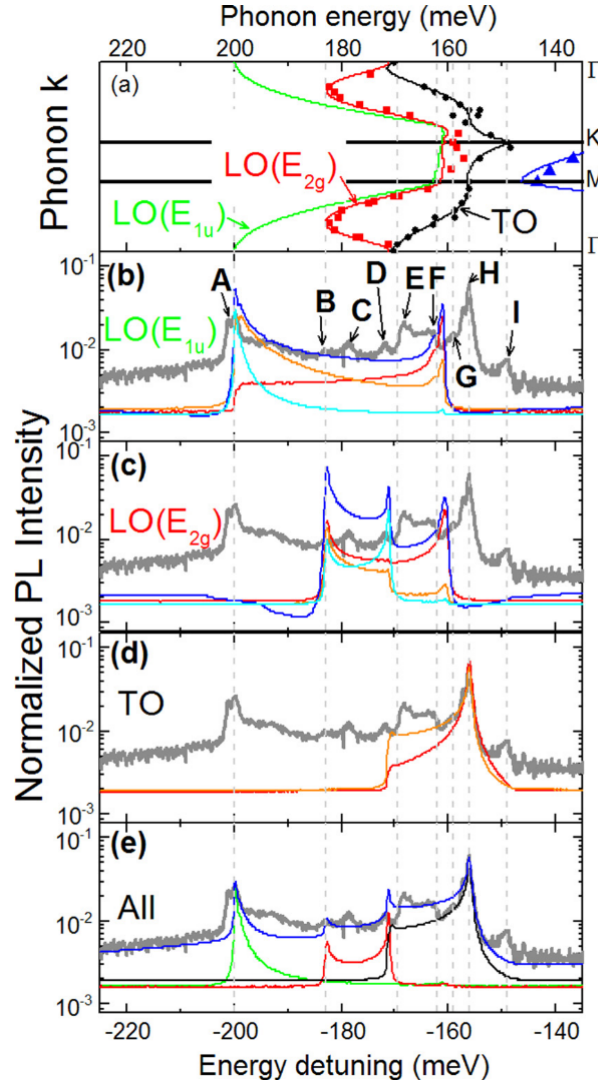 Phonon energy (meV)
220 200 180 160 140
(a)
Phonon k
Γ
K
M
Γ
LO(E2g)
LO(E1u)
TO
(b)
10-1
10-2
10-3
LO(E1u)
A
B
C
D
E
F
G
H
I
Normalized PL Intensity
(c)
10-1
10-2
10-3
LO(E2g)
(d)
10-1
10-2
10-3
TO
(e)
10-1
10-2
10-3
All
-220 -200 -180 -160 -140
Energy detuning (meV)